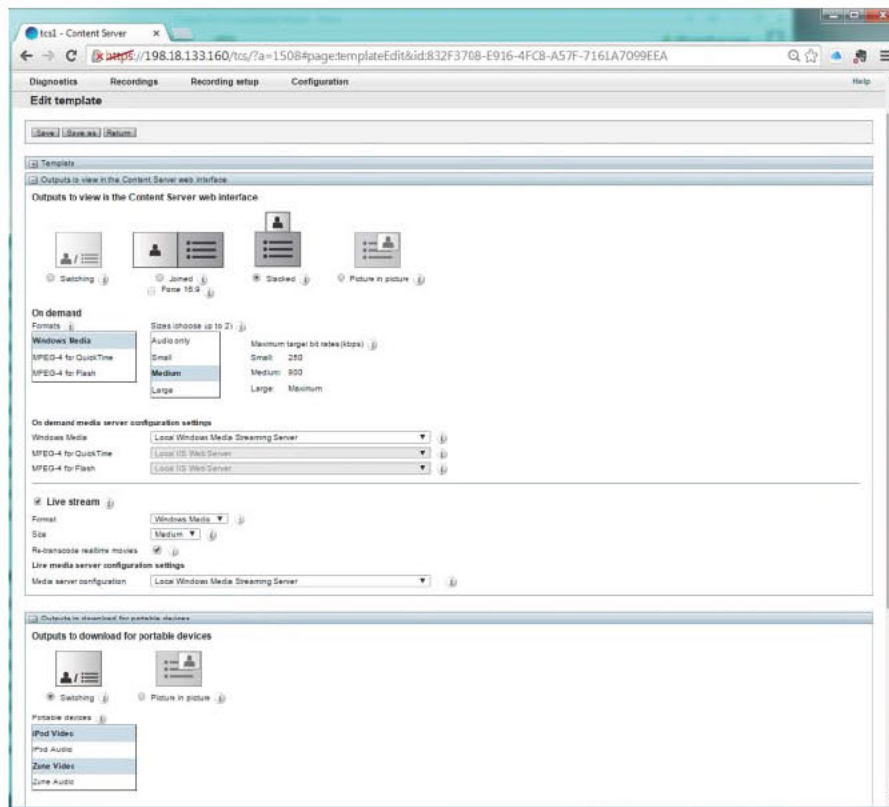 tcs1 - Content Server
https://198.18.133.160/tcs/?a=1508#page:templateEdit&id:832F3708-E916-4FC8-A57F-7161A7099EEA
Diagnostics Recordings Recording setup Configuration Help
Edit template
Save Save as Return
Template
Outputs to view in the Content Server web interface
Outputs to view in the Content Server web interface
Switching Joined Stacked Picture in picture
Force 16:9
On demand
Formats Sizes (choose up to 2)
Windows Media Audio only Maximum target bit rates (kbps)
MPEG-4 for QuickTime Small Small: 250
MPEG-4 for Flash Medium Medium: 800
Large Large: Maximum
On demand media server configuration settings
Windows Media Local Windows Media Streaming Server
MPEG-4 for QuickTime Local IIS Web Server
MPEG-4 for Flash Local IIS Web Server
Live stream
Format Windows Media
Size Medium
Re-transcode realtime movies
Live media server configuration settings
Media server configuration Local Windows Media Streaming Server
Outputs to download for portable devices
Outputs to download for portable devices
Switching Picture in picture
Portable devices
iPod Video
iPod Audio
Zune Video
Zune Audio